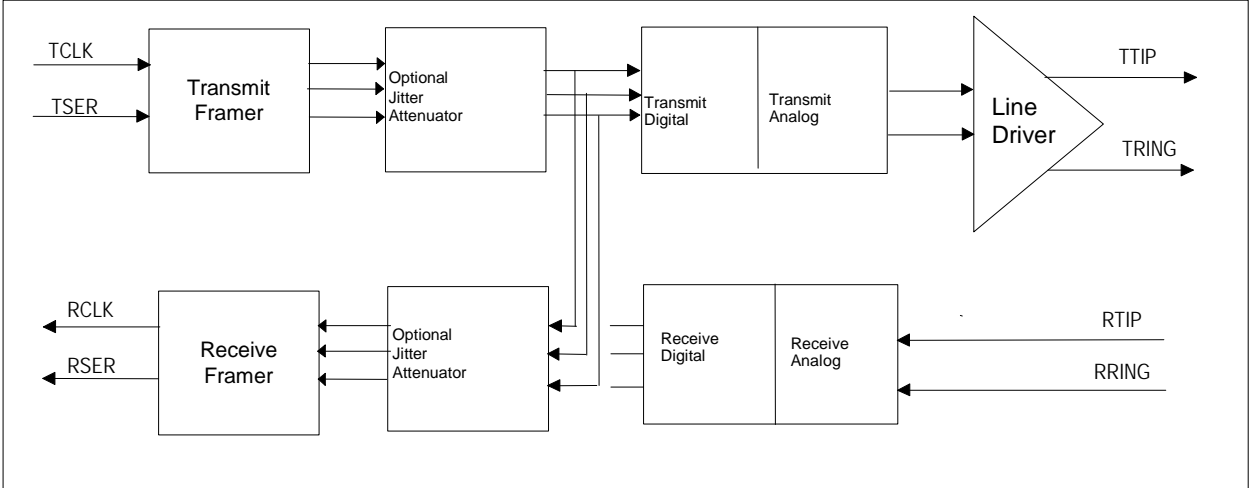 TCLK
TSER
Transmit
Framer
Optional
Jitter
Attenuator
Transmit
Digital
Transmit
Analog
Line
Driver
TTIP
TRING
RCLK
RSER
Receive
Framer
Optional
Jitter
Attenuator
Receive
Digital
Receive
Analog
RTIP
RRING